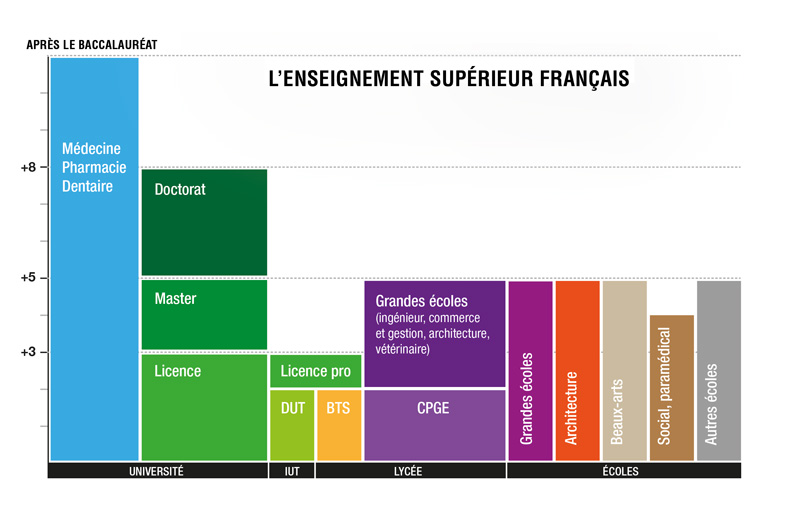 APRÈS LE BACCALAURÉAT
L'ENSEIGNEMENT SUPÉRIEUR FRANÇAIS
Médecine
Pharmacie
Dentaire
+8
Doctorat
+5
Master
Grandes écoles
(ingénieur, commerce
et gestion, architecture,
vétérinaire)
+3
Licence
Licence pro
DUT
BTS
CPGE
Grandes écoles
Architecture
Beaux-arts
Social, paramédical
Autres écoles
UNIVERSITÉ
IUT
LYCÉE
ÉCOLES